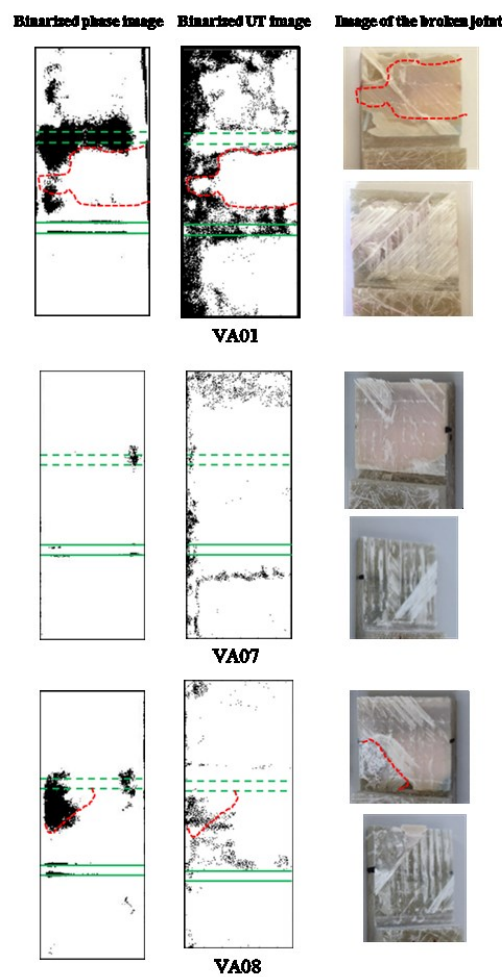 Binarized phase image Binarized UT image Image of the broken joint
VA01
VA07
VA08